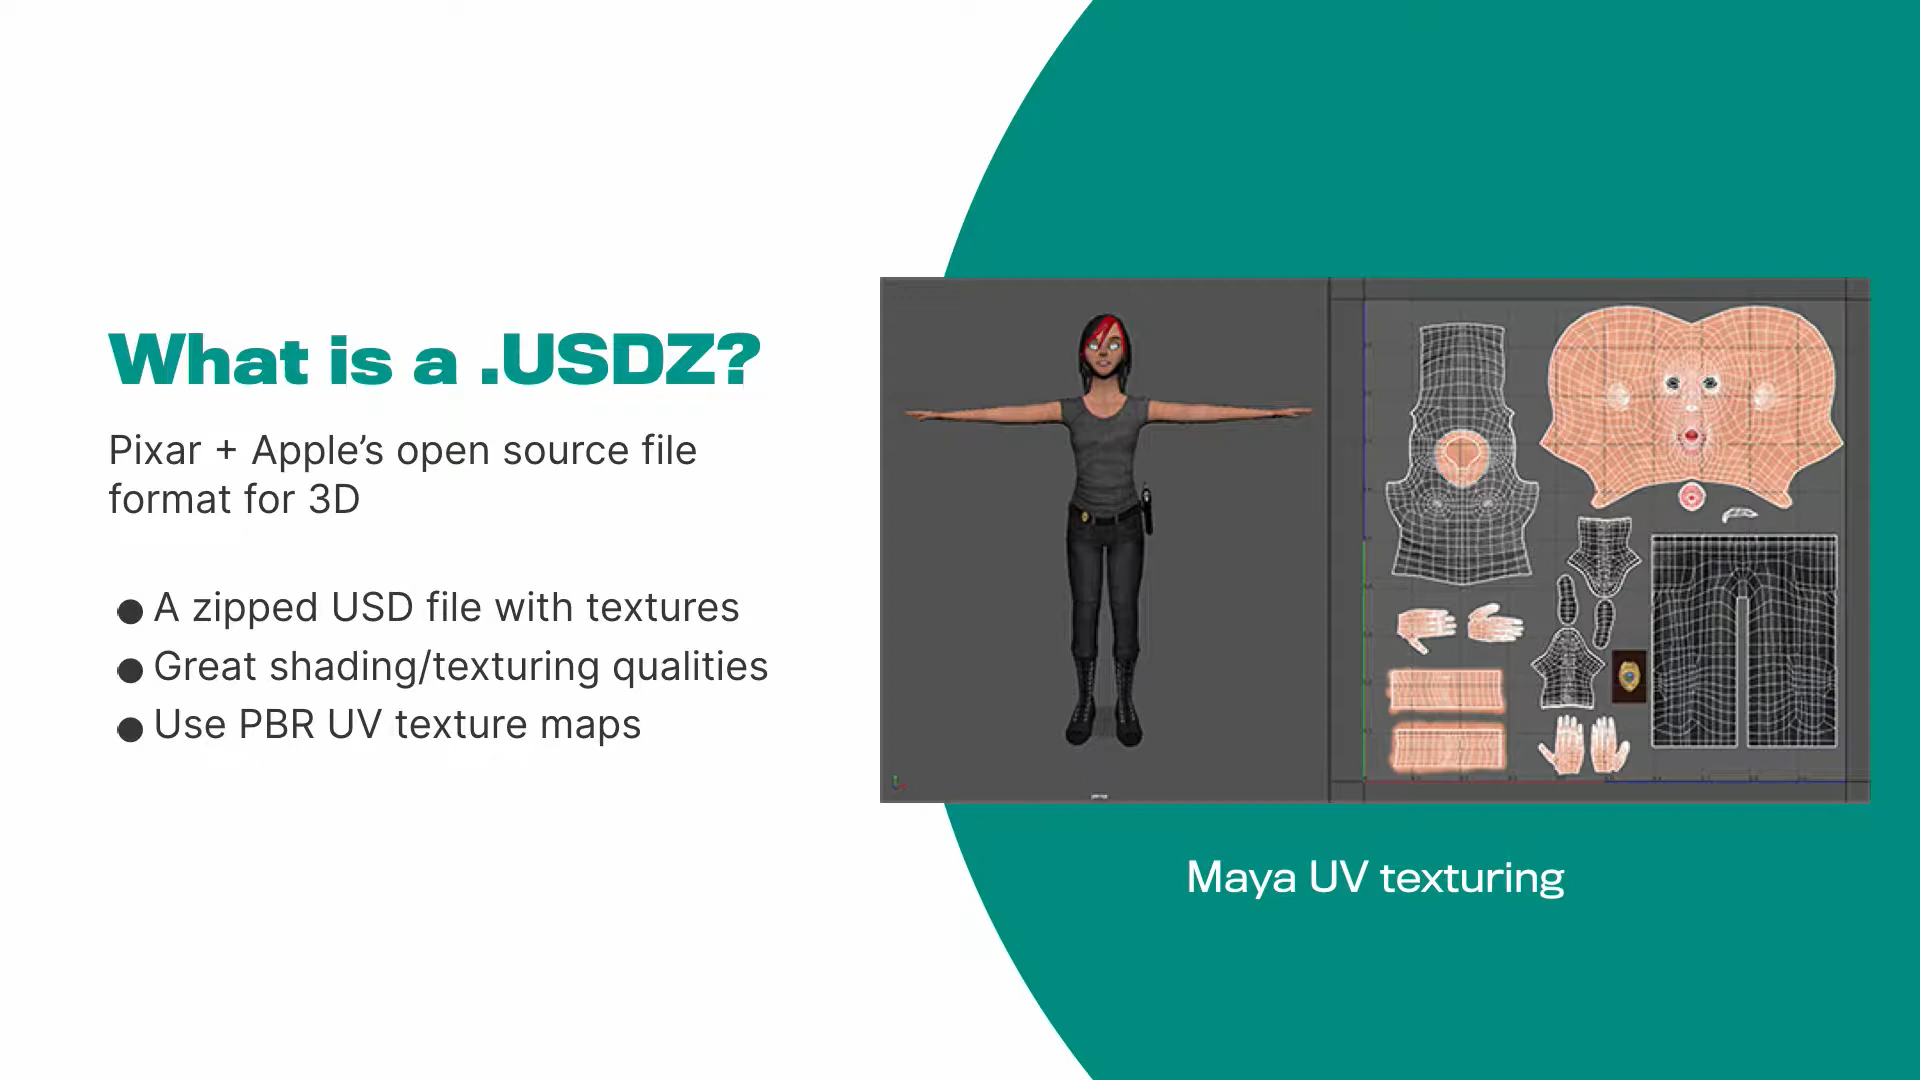 What is a .USDZ?
Pixar + Apple’s open source file
format for 3D
A zipped USD file with textures
Great shading/texturing qualities
Use PBR UV texture maps
Maya UV texturing